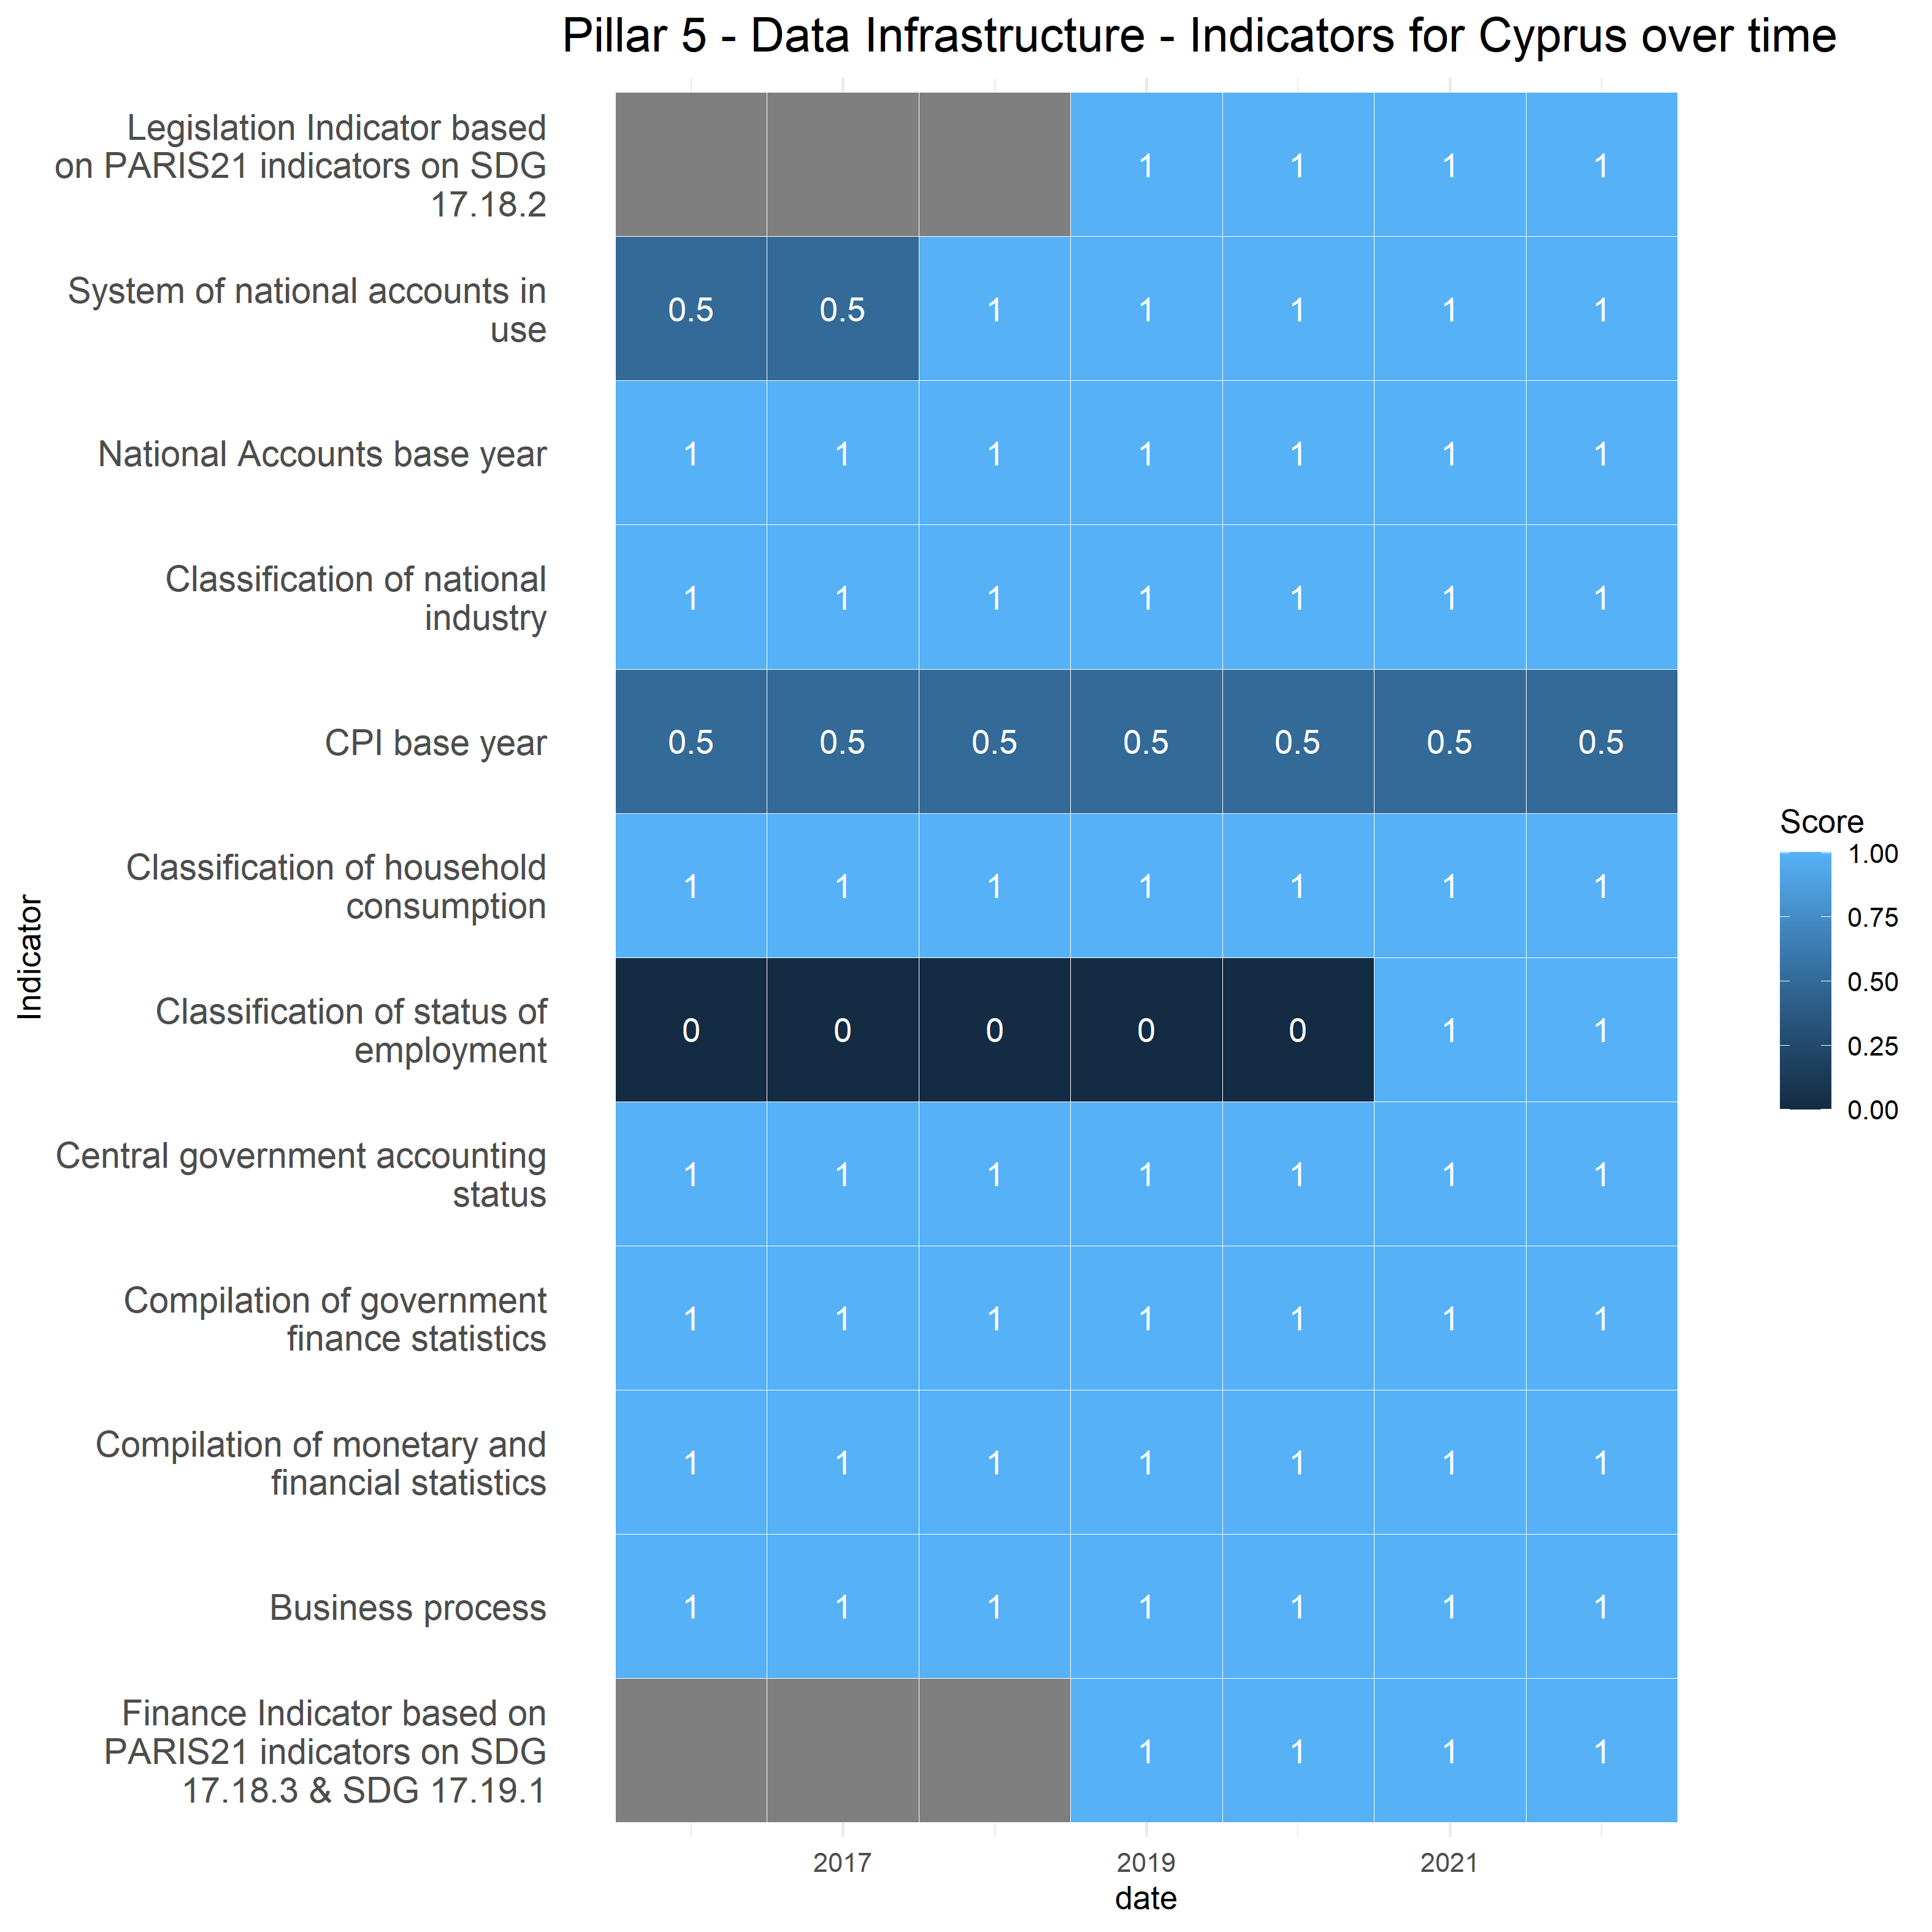 Pillar 5 - Data Infrastructure - Indicators for Cyprus over time
Indicator
Legislation Indicator based
on PARIS21 indicators on SDG
17.18.2
1 1 1 1
System of national accounts in
use
0.5 0.5 1 1 1 1 1
National Accounts base year
1 1 1 1 1 1 1
Classification of national
industry
1 1 1 1 1 1 1
CPI base year
0.5 0.5 0.5 0.5 0.5 0.5 0.5
Classification of household
consumption
1 1 1 1 1 1 1
Classification of status of
employment
0 0 0 0 0 1 1
Central government accounting
status
1 1 1 1 1 1 1
Compilation of government
finance statistics
1 1 1 1 1 1 1
Compilation of monetary and
financial statistics
1 1 1 1 1 1 1
Business process
1 1 1 1 1 1 1
Finance Indicator based on
PARIS21 indicators on SDG
17.18.3 & SDG 17.19.1
1 1 1 1
2017 2019 2021
date
Score
1.00
0.75
0.50
0.25
0.00